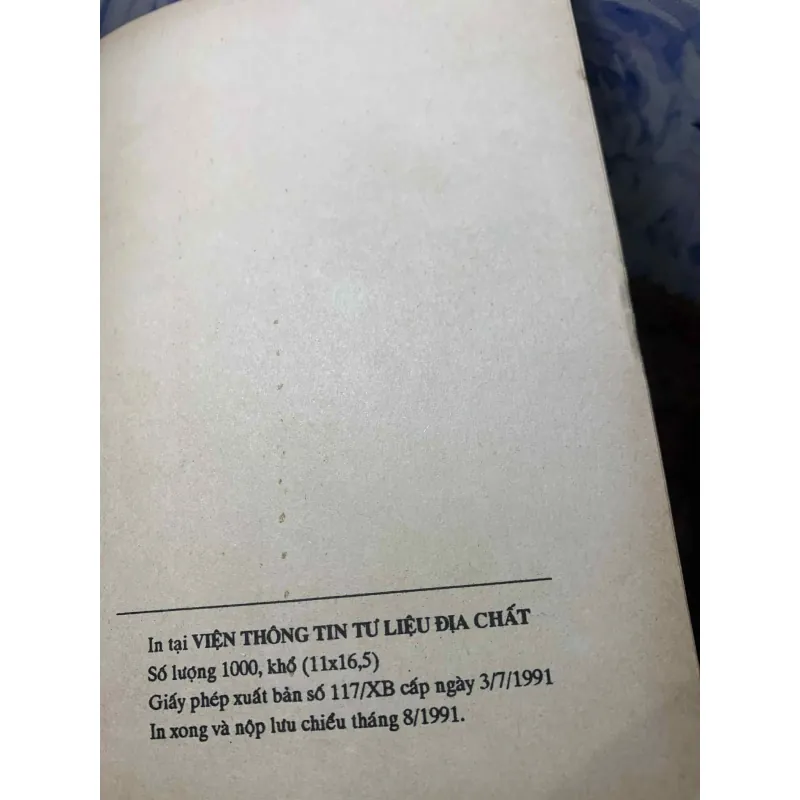 In tại VIỆN THÔNG TIN TƯ LIỆU ĐỊA CHẤT
Số lượng 1000, khổ (11x16,5)
Giấy phép xuất bản số 117/XB cấp ngày 3/7/1991
In xong và nộp lưu chiểu tháng 8/1991.